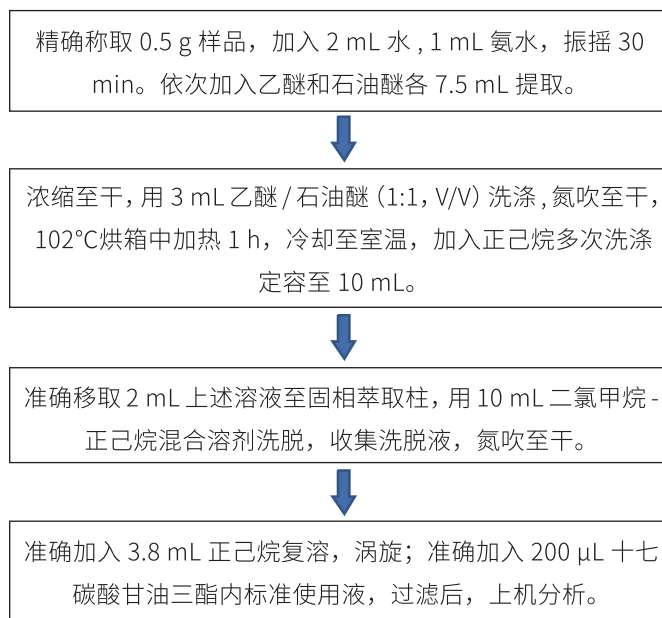 精确称取 0.5 g 样品，加入 2 mL 水 , 1 mL 氨水，振摇 30
min。依次加入乙醚和石油醚各 7.5 mL 提取。
浓缩至干，用 3 mL 乙醚 / 石油醚（1:1，V/V）洗涤 , 氮吹至干，
102°C烘箱中加热 1 h，冷却至室温，加入正己烷多次洗涤
定容至 10 mL。
准确移取 2 mL 上述溶液至固相萃取柱，用 10 mL 二氯甲烷 -
正己烷混合溶剂洗脱，收集洗脱液，氮吹至干。
准确加入 3.8 mL 正己烷复溶，涡旋；准确加入 200 μL 十七
碳酸甘油三酯内标准使用液，过滤后，上机分析。